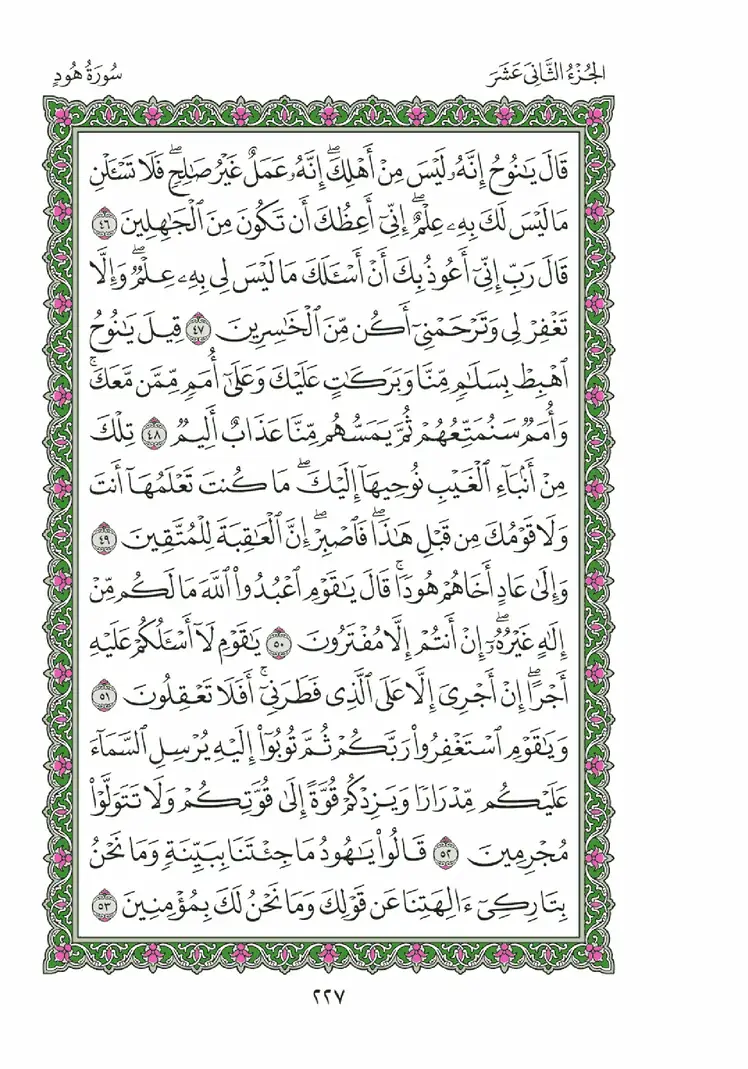 الجُزْءُ الثَّانِي عَشَرَ
سُورَةُ هُودٍ
قَالَ يَٰنُوحُ إِنَّهُۥ لَيْسَ مِنْ أَهْلِكَۖ إِنَّهُۥ عَمَلٌ غَيْرُ صَٰلِحٖۖ فَلَا تَسْـَٔلْنِ
مَا لَيْسَ لَكَ بِهِۦ عِلْمٌۖ إِنِّيٓ أَعِظُكَ أَن تَكُونَ مِنَ ٱلْجَٰهِلِينَ ٤٦
قَالَ رَبِّ إِنِّيٓ أَعُوذُ بِكَ أَنْ أَسْـَٔلَكَ مَا لَيْسَ لِي بِهِۦ عِلْمٞۖ وَإِلَّا
تَغْفِرْ لِي وَتَرْحَمْنِيٓ أَكُن مِّنَ ٱلْخَٰسِرِينَ ٤٧ قِيلَ يَٰنُوحُ
ٱهْبِطْ بِسَلَٰمٖ مِّنَّا وَبَرَكَٰتٍ عَلَيْكَ وَعَلَىٰٓ أُمَمٖ مِّمَّن مَّعَكَۚ
وَأُمَمٞ سَنُمَتِّعُهُمْ ثُمَّ يَمَسُّهُم مِّنَّا عَذَابٌ أَلِيمٞ ٤٨ تِلْكَ
مِنْ أَنۢبَآءِ ٱلْغَيْبِ نُوحِيهَآ إِلَيْكَۖ مَا كُنتَ تَعْلَمُهَآ أَنتَ
وَلَا قَوْمُكَ مِن قَبْلِ هَٰذَاۖ فَٱصْبِرْۖ إِنَّ ٱلْعَٰقِبَةَ لِلْمُتَّقِينَ ٤٩
وَإِلَىٰ عَادٍ أَخَاهُمْ هُودٗاۚ قَالَ يَٰقَوْمِ ٱعْبُدُوا۟ ٱللَّهَ مَا لَكُم مِّنْ
إِلَٰهٍ غَيْرُهُۥٓۖ إِنْ أَنتُمْ إِلَّا مُفْتَرُونَ ٥٠ يَٰقَوْمِ لَآ أَسْـَٔلُكُمْ عَلَيْهِ
أَجْرًاۖ إِنْ أَجْرِيَ إِلَّا عَلَى ٱلَّذِي فَطَرَنِيٓۚ أَفَلَا تَعْقِلُونَ ٥١
وَيَٰقَوْمِ ٱسْتَغْفِرُوا۟ رَبَّكُمْ ثُمَّ تُوبُوٓا۟ إِلَيْهِ يُرْسِلِ ٱلسَّمَآءَ
عَلَيْكُم مِّدْرَارٗا وَيَزِدْكُمْ قُوَّةً إِلَىٰ قُوَّتِكُمْ وَلَا تَتَوَلَّوْا۟
مُجْرِمِينَ ٥٢ قَالُوا۟ يَٰهُودُ مَا جِئْتَنَا بِبَيِّنَةٖ وَمَا نَحْنُ
بِتَارِكِيٓ ءَالِهَتِنَا عَن قَوْلِكَ وَمَا نَحْنُ لَكَ بِمُؤْمِنِينَ ٥٣
٢٢٧